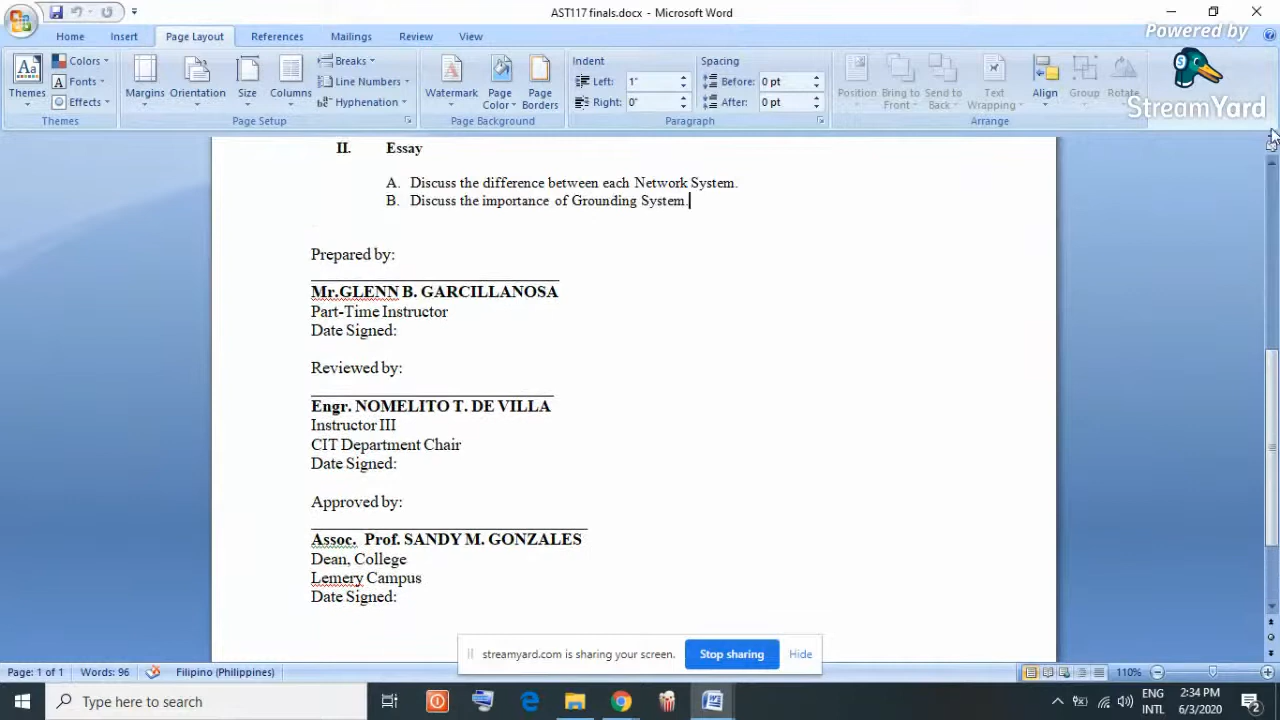 AST117 finals.docx - Microsoft Word
Powered by
StreamYard
Home Insert Page Layout References Mailings Review View
Themes
Colors
Fonts
Effects
Themes
Margins Orientation Size Columns
Breaks
Line Numbers
Hyphenation
Page Setup
Watermark Page Color Page Borders
Page Background
Indent
Left: 1"
Right: 0"
Spacing
Before: 0 pt
After: 0 pt
Paragraph
Position Bring to Front Send to Back Text Wrapping Align Group Rotate
Arrange
II. Essay
A. Discuss the difference between each Network System.
B. Discuss the importance of Grounding System.
Prepared by:
Mr.GLENN B. GARCILLANOSA
Part-Time Instructor
Date Signed:
Reviewed by:
Engr. NOMELITO T. DE VILLA
Instructor III
CIT Department Chair
Date Signed:
Approved by:
Assoc. Prof. SANDY M. GONZALES
Dean, College
Lemery Campus
Date Signed:
streamyard.com is sharing your screen. Stop sharing Hide
Page: 1 of 1 Words: 96 Filipino (Philippines) 110%
Type here to search
ENG
INTL
2:34 PM
6/3/2020
2